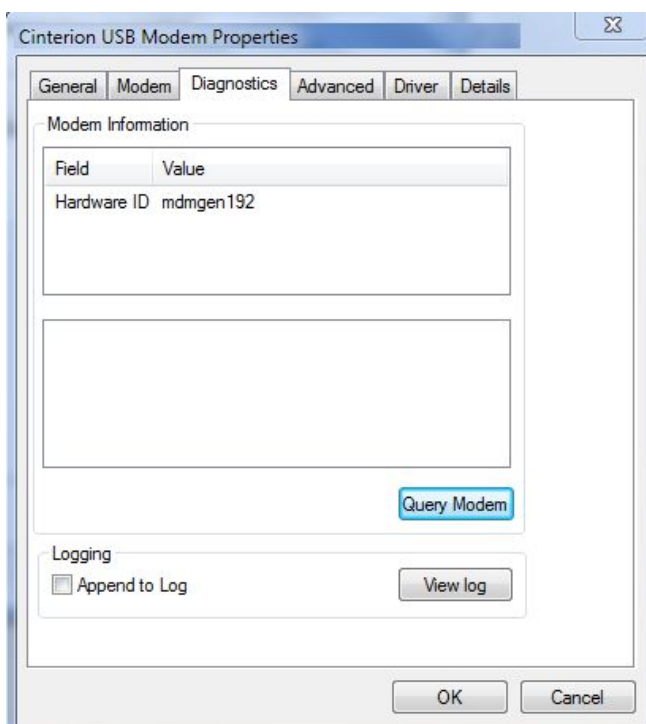 Cinterion USB Modem Properties
General Modem Diagnostics Advanced Driver Details
Modem Information
Field Value
Hardware ID mdmgen192
Query Modem
Logging
Append to Log View log
OK Cancel